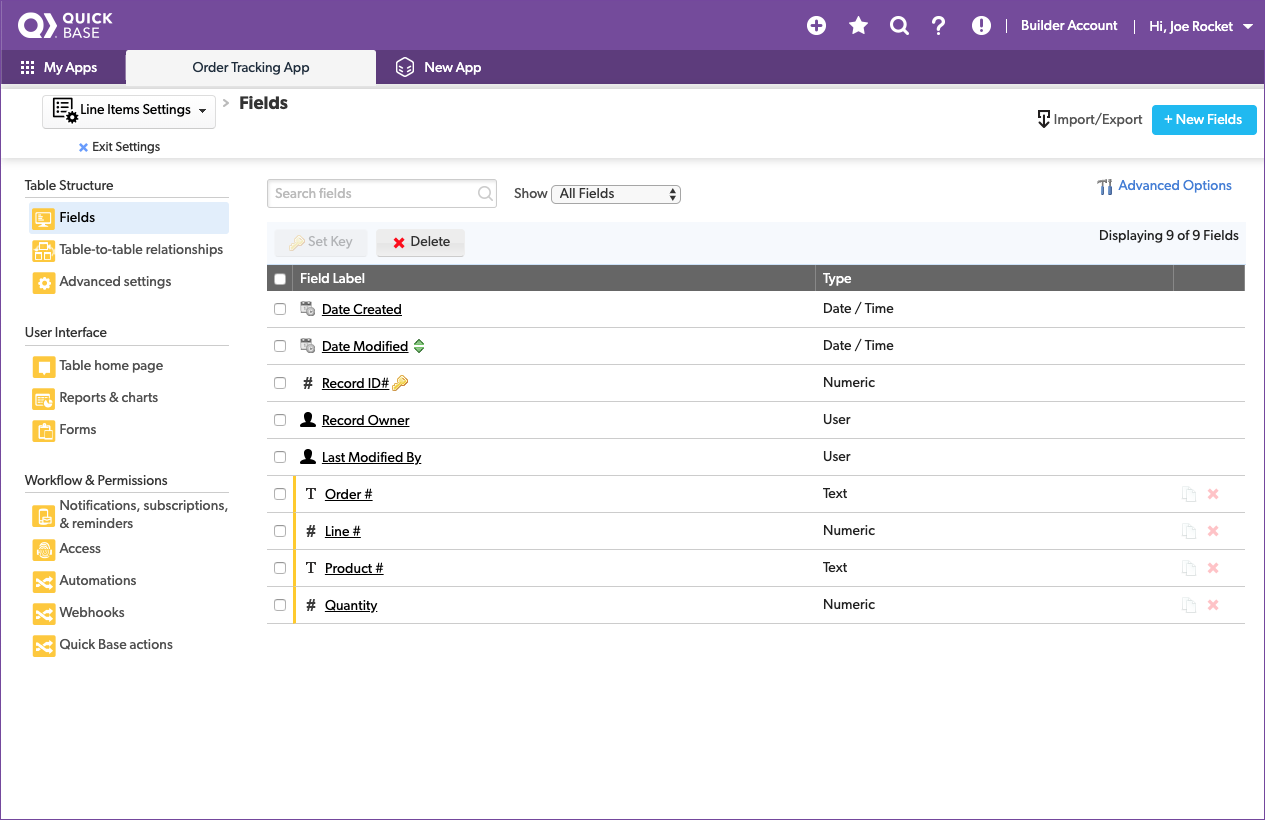 QUICK
BASE
Builder Account
Hi, Joe Rocket
My Apps
Order Tracking App
New App
Line Items Settings
> Fields
Exit Settings
Import/Export
+ New Fields
Table Structure
Fields
Table-to-table relationships
Advanced settings
User Interface
Table home page
Reports & charts
Forms
Workflow & Permissions
Notifications, subscriptions,
& reminders
Access
Automations
Webhooks
Quick Base actions
Search fields
Show All Fields
Advanced Options
Set Key
Delete
Displaying 9 of 9 Fields
Field Label Type
Date Created Date / Time
Date Modified Date / Time
# Record ID# Numeric
Record Owner User
Last Modified By User
T Order # Text
# Line # Numeric
T Product # Text
# Quantity Numeric